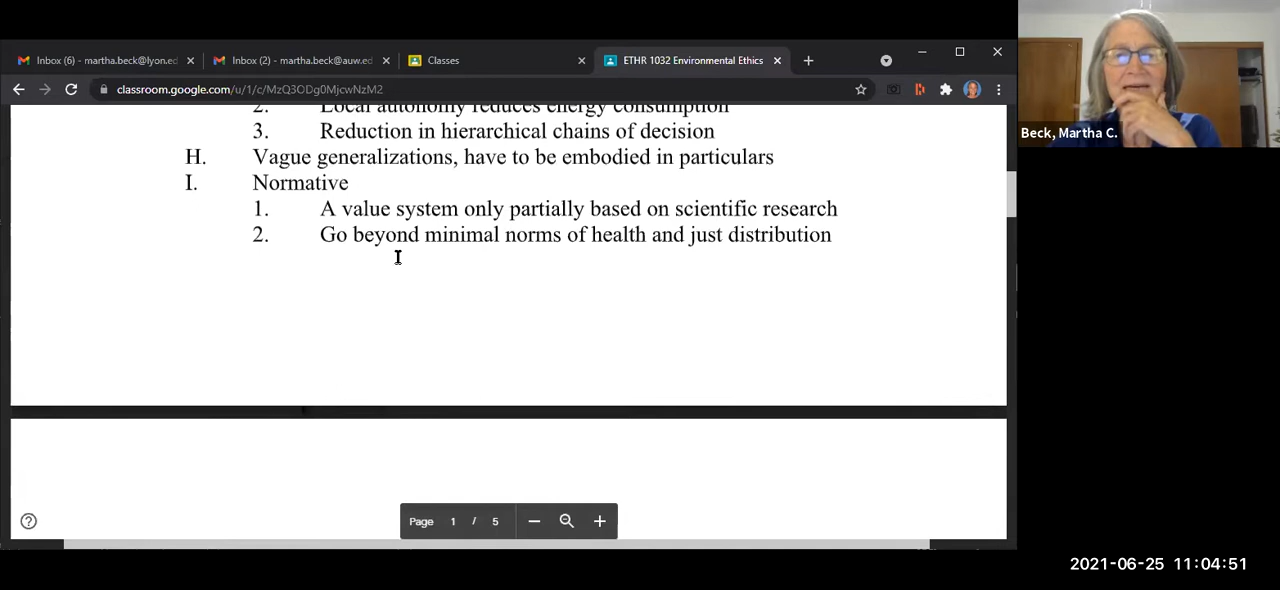 Inbox (6) - martha.beck@lyon.ed
Inbox (2) - martha.beck@auw.ed
Classes
ETHR 1032 Environmental Ethics
classroom.google.com/u/1/c/MzQ3ODg0MjcwNzM2
Beck, Martha C.
2. Local autonomy reduces energy consumption
3. Reduction in hierarchical chains of decision
H. Vague generalizations, have to be embodied in particulars
I. Normative
1. A value system only partially based on scientific research
2. Go beyond minimal norms of health and just distribution
Page 1 / 5
2021-06-25 11:04:51